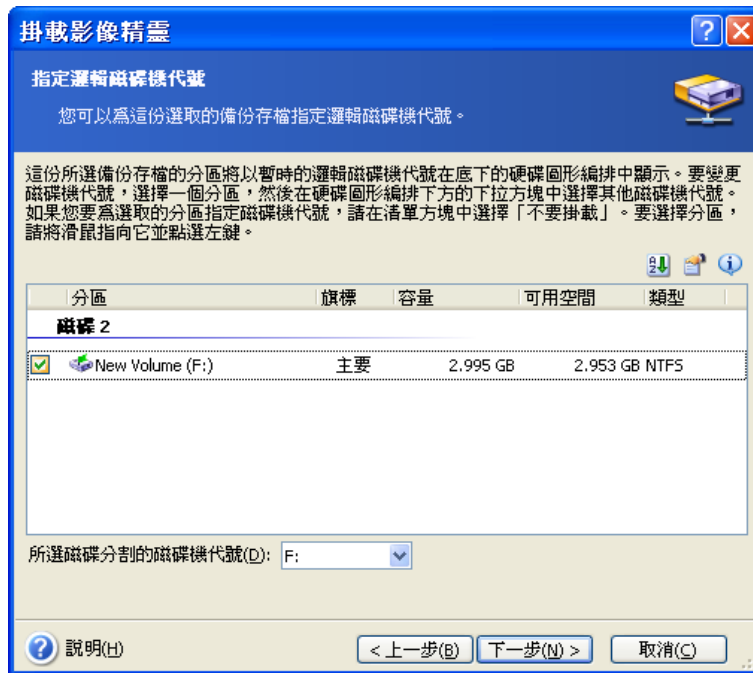 掛載影像精靈
指定邏輯磁碟機代號
您可以為這份選取的備份存檔指定邏輯磁碟機代號。
這份所選備份存檔的分區將以暫時的邏輯磁碟機代號在底下的硬碟圖形編排中顯示。要變更
磁碟機代號，選擇一個分區，然後在硬碟圖形編排下方的下拉方塊中選擇其他磁碟機代號。
如果您要為選取的分區指定磁碟機代號，請在清單方塊中選擇「不要掛載」。要選擇分區，
請將滑鼠指向它並點選左鍵。
分區 旗標 容量 可用空間 類型
磁碟 2
New Volume (F:) 主要 2.995 GB 2.953 GB NTFS
所選磁碟分割的磁碟機代號(D): F:
說明(H) < 上一步(B) 下一步(N) > 取消(C)